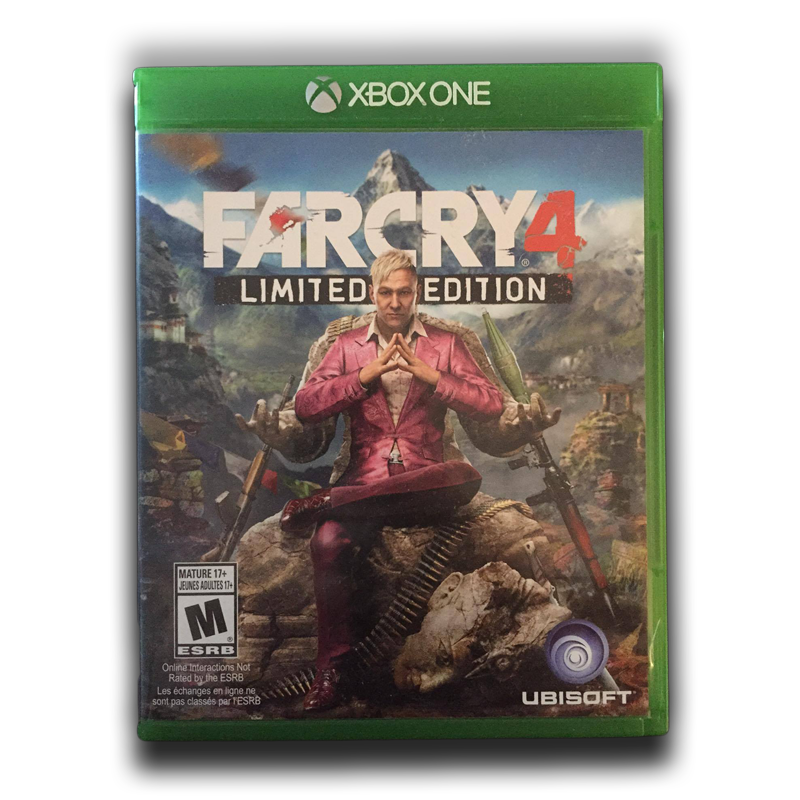 XBOX ONE
FARCRY4®
LIMITED EDITION
MATURE 17+
JEUNES ADULTES 17+
M
®
ESRB
Online Interactions Not
Rated by the ESRB
Les échanges en ligne ne
sont pas classés par l'ESRB
UBISOFT